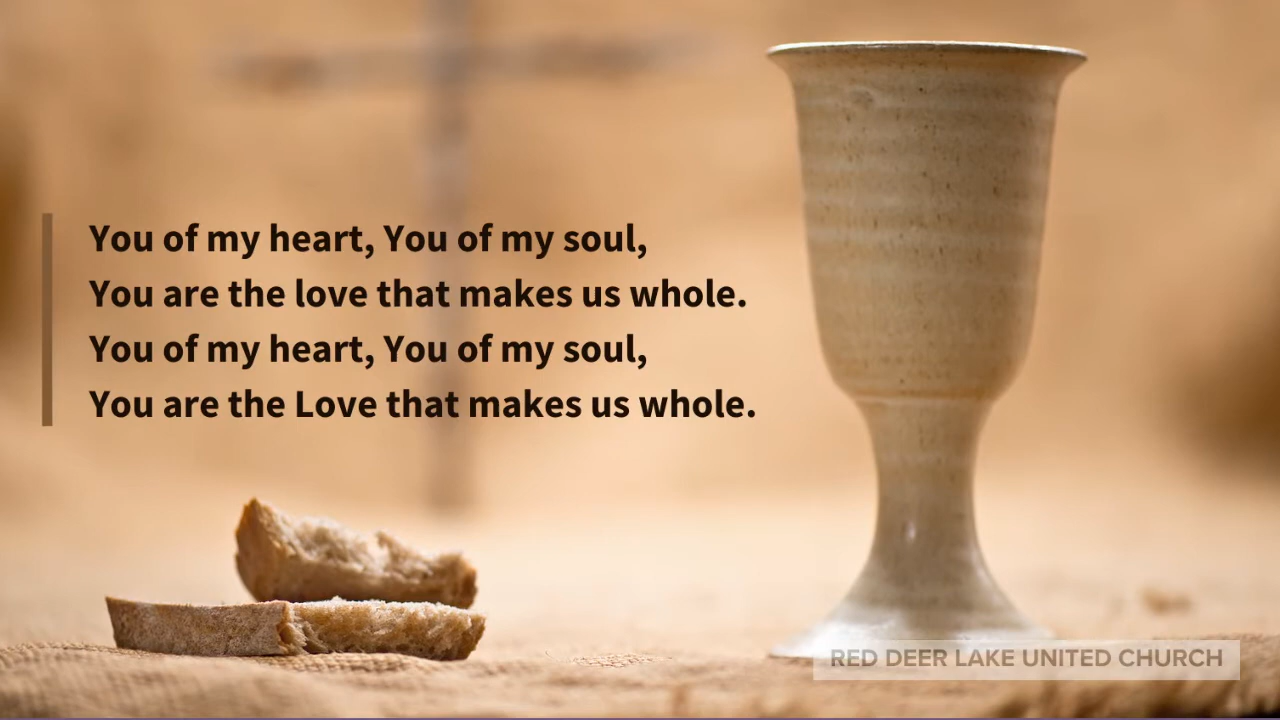 You of my heart, You of my soul,
You are the love that makes us whole.
You of my heart, You of my soul,
You are the Love that makes us whole.
RED DEER LAKE UNITED CHURCH